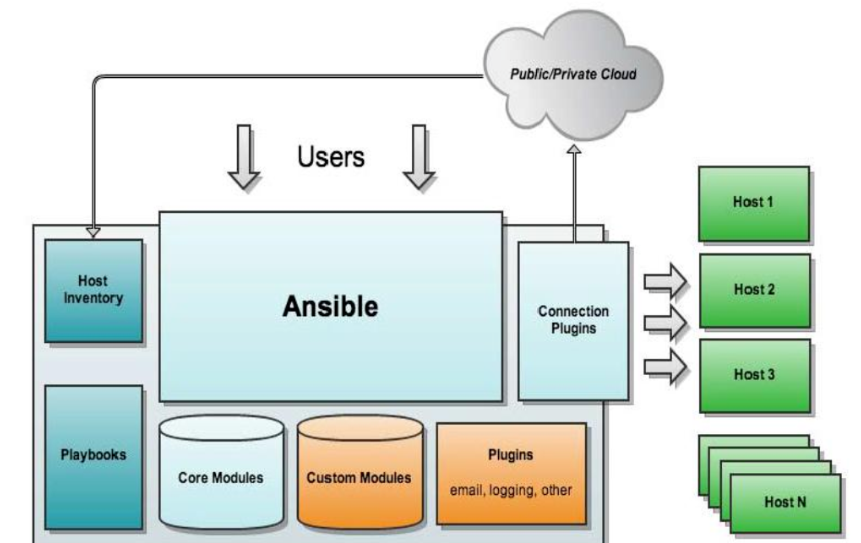 Public/Private Cloud
Users
Host 1
Host
Inventory
Ansible
Connection
Plugins
Host 2
Host 3
Playbooks
Core Modules
Custom Modules
Plugins
email, logging, other
Host N